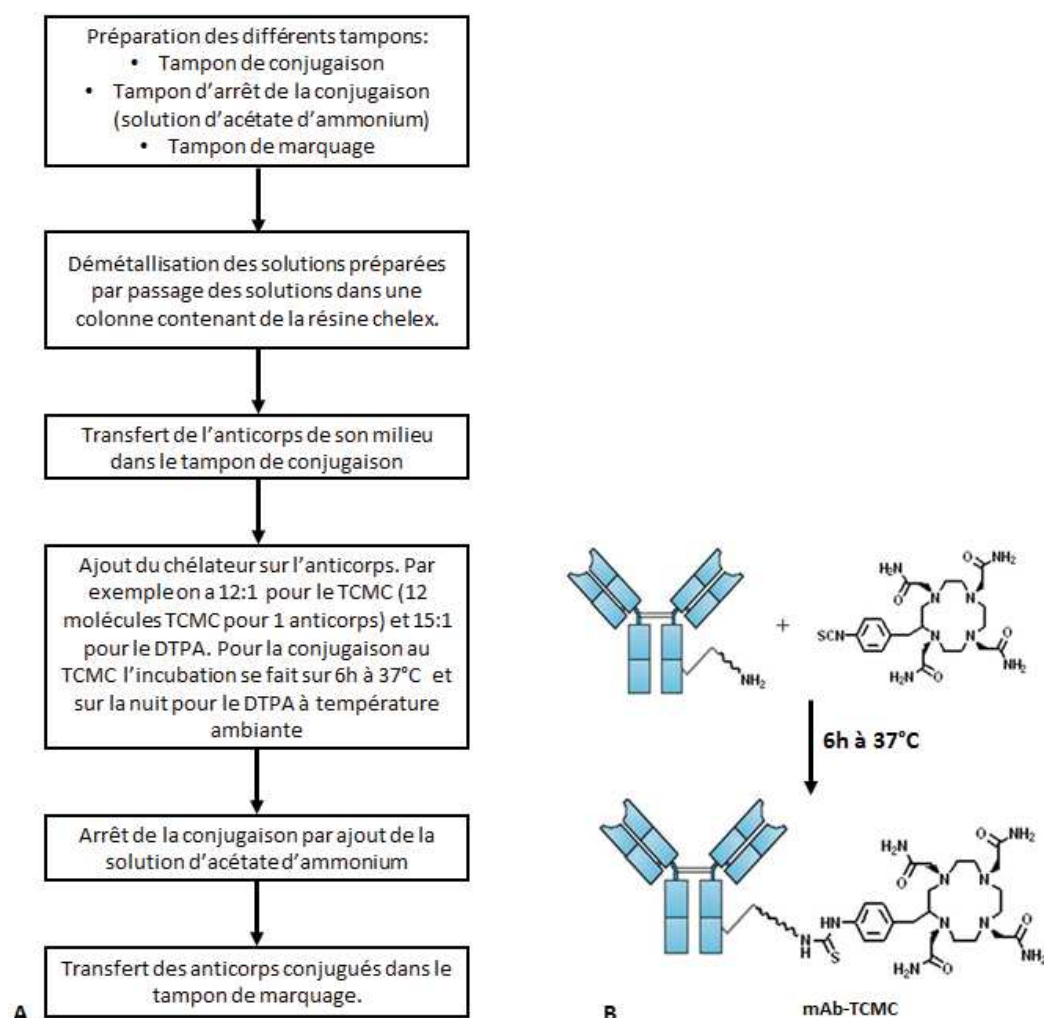 Préparation des différents tampons:
• Tampon de conjugaison
• Tampon d'arrêt de la conjugaison
(solution d'acétate d'ammonium)
• Tampon de marquage
Démétallisation des solutions préparées
par passage des solutions dans une
colonne contenant de la résine chelex.
Transfert de l'anticorps de son milieu
dans le tampon de conjugaison
Ajout du chélateur sur l'anticorps. Par
exemple on a 12:1 pour le TCMC (12
molécules TCMC pour 1 anticorps) et 15:1
pour le DTPA. Pour la conjugaison au
TCMC l'incubation se fait sur 6h à 37°C et
sur la nuit pour le DTPA à température
ambiante
Arrêt de la conjugaison par ajout de la
solution d'acétate d'ammonium
Transfert des anticorps conjugués dans le
tampon de marquage.
A
NH₂
+
SCN
H₂N
O
N
N
O
NH₂
N
N
O
H₂N
O
NH₂
6h à 37°C
N
H
S
NH
H₂N
O
N
N
O
NH₂
N
N
O
H₂N
O
NH₂
mAb-TCMC
B